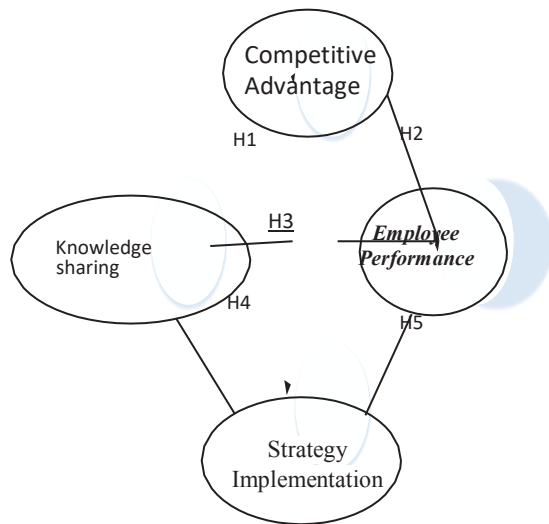 Competitive
Advantage
H1
H2
H3
Knowledge
sharing
Employee
Performance
H4
H5
Strategy
Implementation